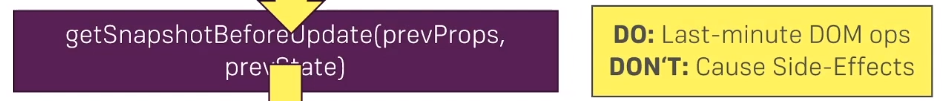 getSnapshotBeforeUpdate(prevProps,
prevState)
DO: Last-minute DOM ops
DON'T: Cause Side-Effects